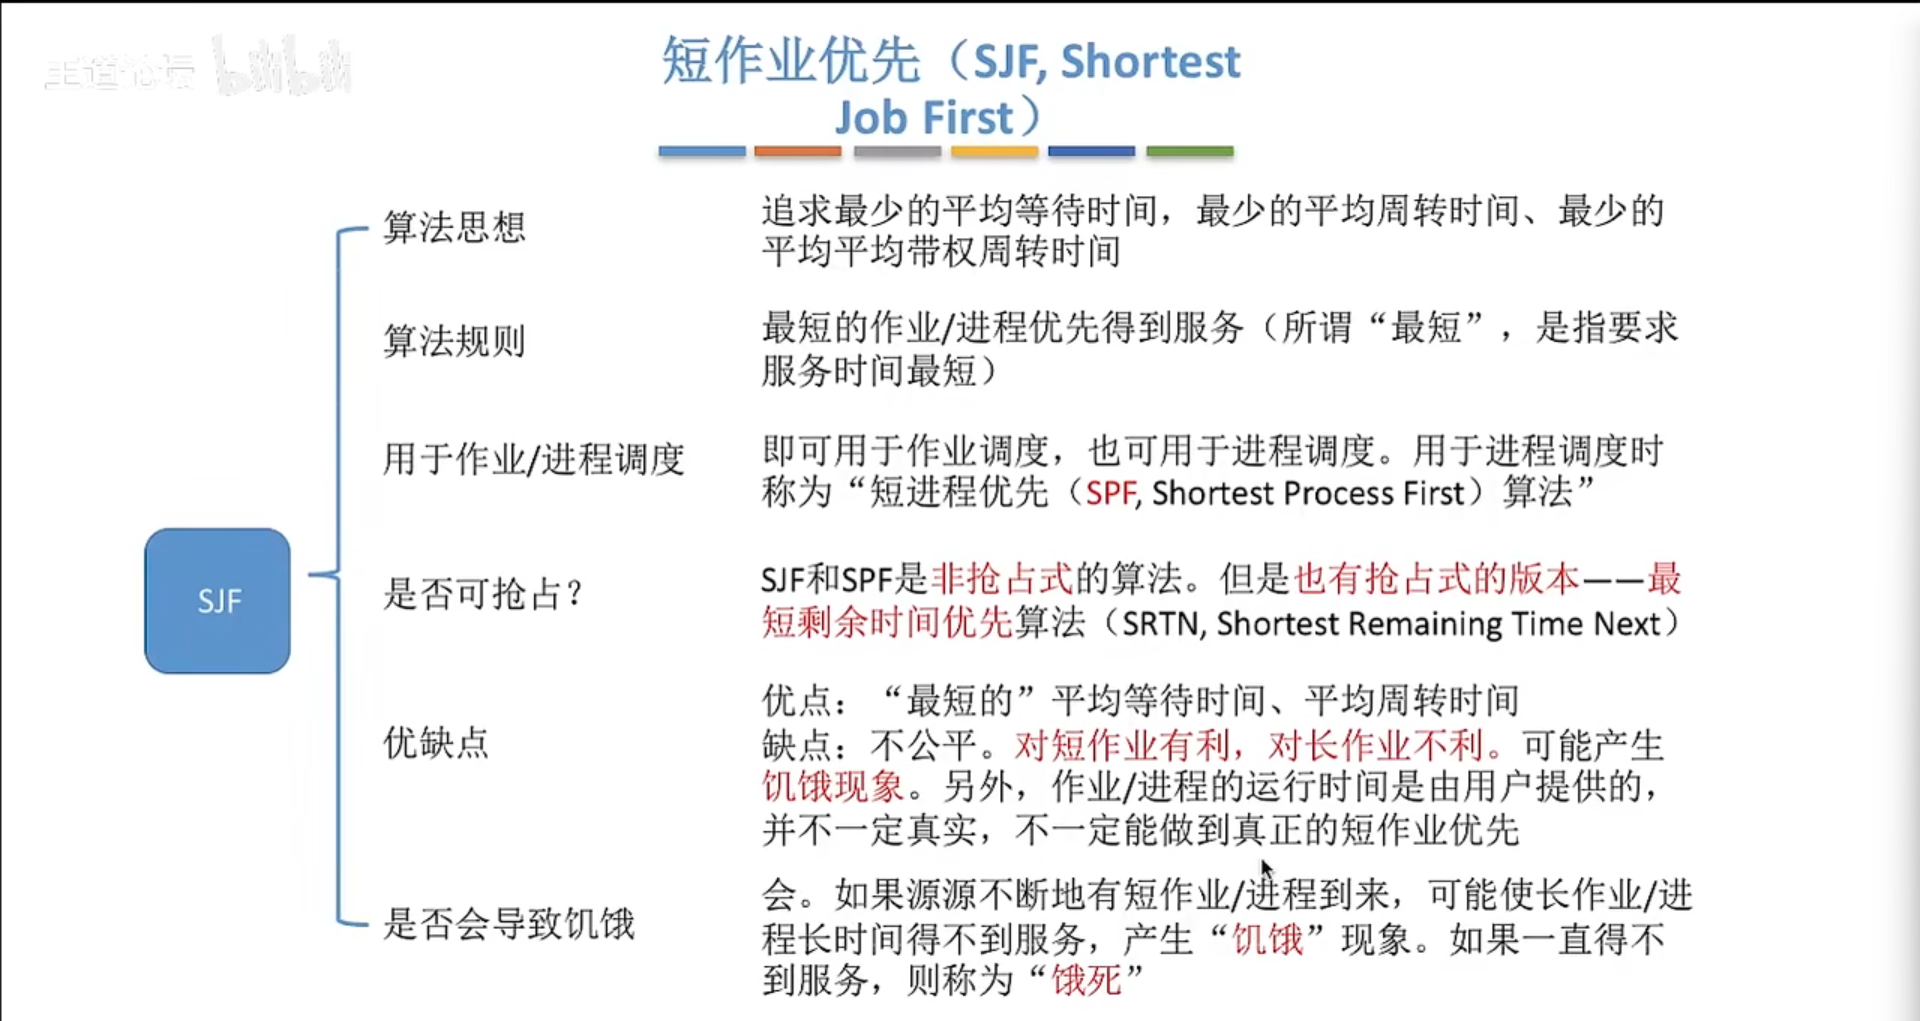 王道论坛 bilibili
短作业优先（SJF, Shortest
Job First）
算法思想
追求最少的平均等待时间，最少的平均周转时间、最少的
平均平均带权周转时间
算法规则
最短的作业/进程优先得到服务（所谓“最短”，是指要求
服务时间最短）
用于作业/进程调度
即可用于作业调度，也可用于进程调度。用于进程调度时
称为“短进程优先（SPF, Shortest Process First）算法”
SJF
是否可抢占？
SJF和SPF是非抢占式的算法。但是也有抢占式的版本——最
短剩余时间优先算法（SRTN, Shortest Remaining Time Next）
优缺点
优点：“最短的”平均等待时间、平均周转时间
缺点：不公平。对短作业有利，对长作业不利。可能产生
饥饿现象。另外，作业/进程的运行时间是由用户提供的，
并不一定真实，不一定能做到真正的短作业优先
是否会导致饥饿
会。如果源源不断地有短作业/进程到来，可能使长作业/进
程长时间得不到服务，产生“饥饿”现象。如果一直得不
到服务，则称为“饿死”